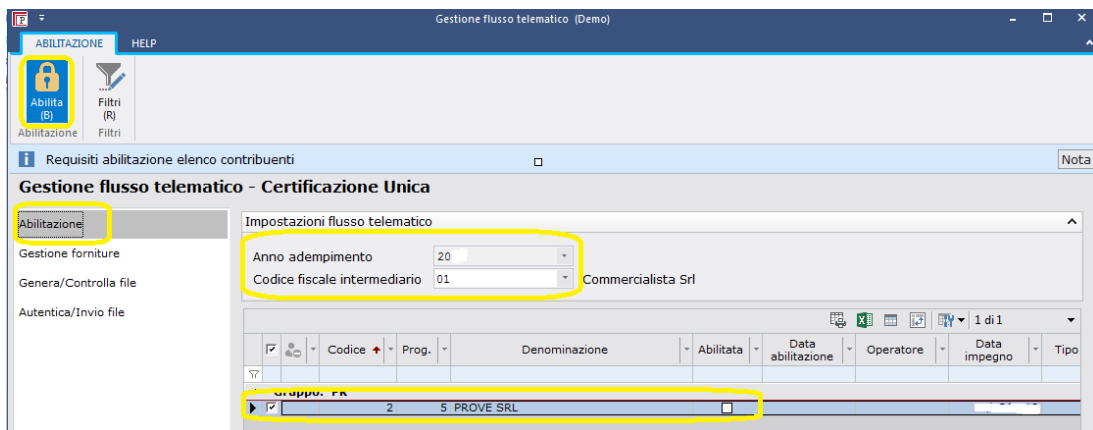 Gestione flusso telematico (Demo)
ABILITAZIONE HELP
Abilita (B)
Filtri (R)
Abilitazione Filtri
Requisiti abilitazione elenco contribuenti Nota
Gestione flusso telematico - Certificazione Unica
Abilitazione
Gestione forniture
Genera/Controlla file
Autentica/Invio file
Impostazioni flusso telematico
Anno adempimento 20
Codice fiscale intermediario 01 Commercialista Srl
1 di 1
Codice Prog. Denominazione Abilitata Data abilitazione Operatore Data impegno Tipo
Gruppo: PR
2 5 PROVE SRL